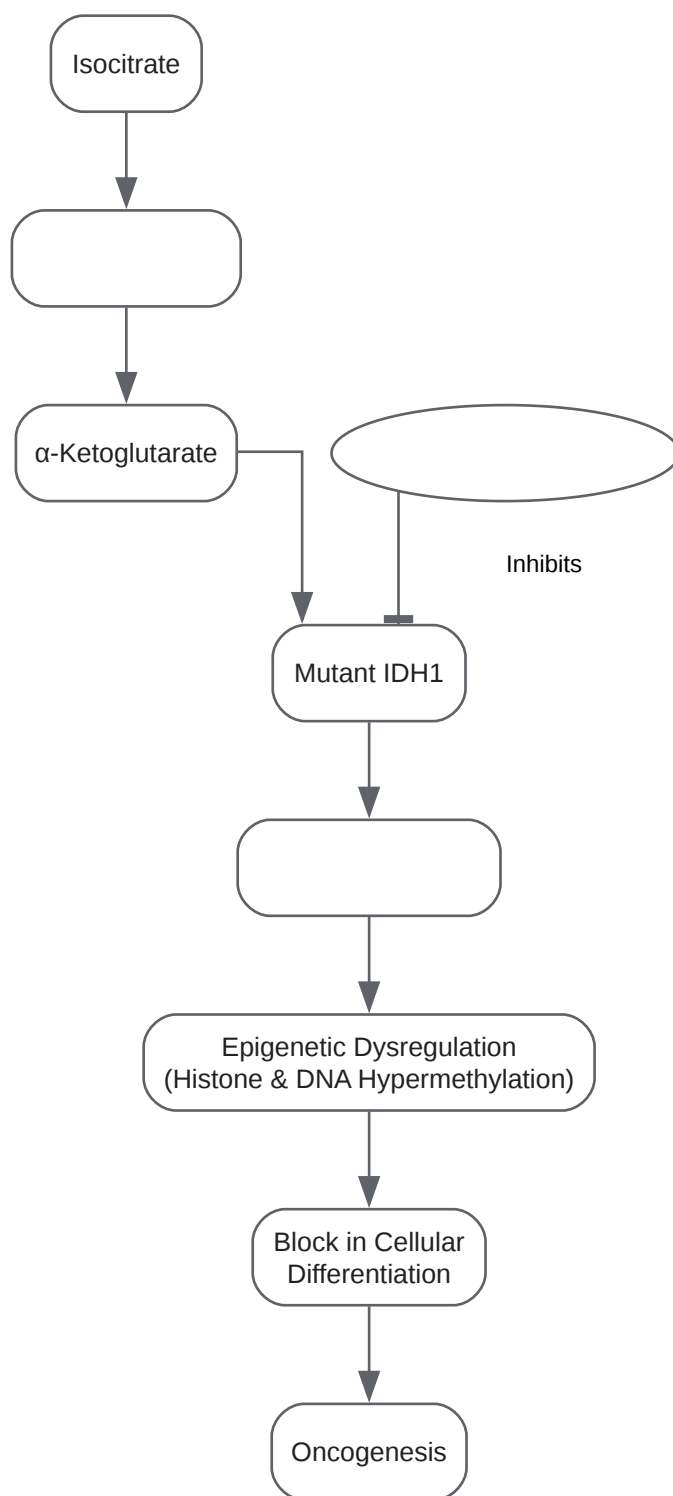 Isocitrate
α-Ketoglutarate
Inhibits
Mutant IDH1
Epigenetic Dysregulation
(Histone & DNA Hypermethylation)
Block in Cellular
Differentiation
Oncogenesis